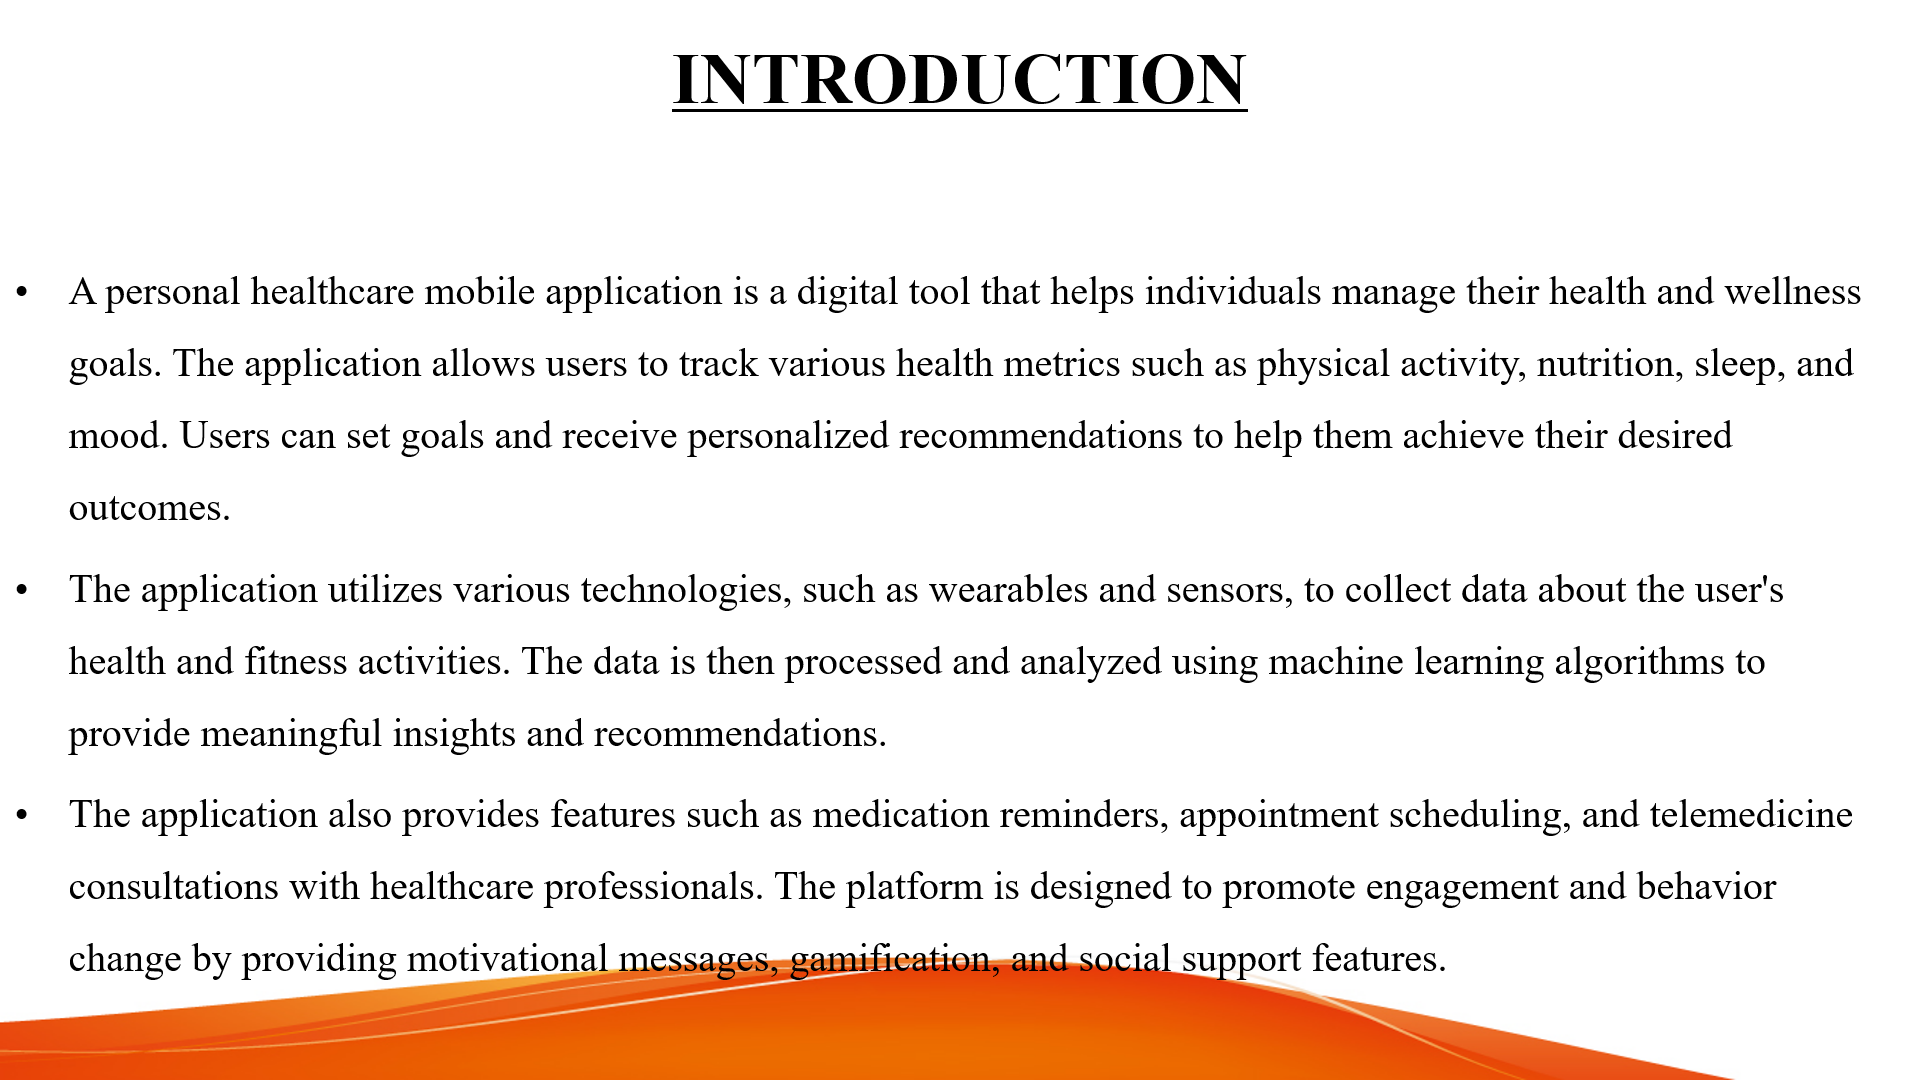 INTRODUCTION
• A personal healthcare mobile application is a digital tool that helps individuals manage their health and wellness
goals. The application allows users to track various health metrics such as physical activity, nutrition, sleep, and
mood. Users can set goals and receive personalized recommendations to help them achieve their desired
outcomes.
• The application utilizes various technologies, such as wearables and sensors, to collect data about the user's
health and fitness activities. The data is then processed and analyzed using machine learning algorithms to
provide meaningful insights and recommendations.
• The application also provides features such as medication reminders, appointment scheduling, and telemedicine
consultations with healthcare professionals. The platform is designed to promote engagement and behavior
change by providing motivational messages, gamification, and social support features.